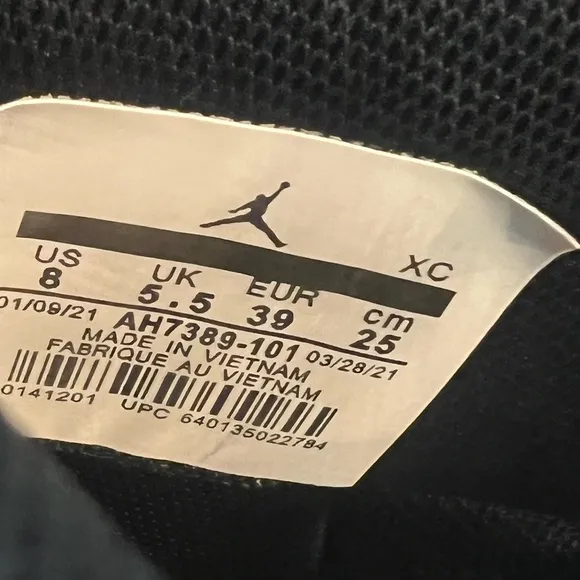 XC
US UK EUR cm
8 5.5 39 25
01/09/21 AH7389-101 03/28/21
MADE IN VIETNAM
FABRIQUE AU VIETNAM
0141201 UPC 640135022784